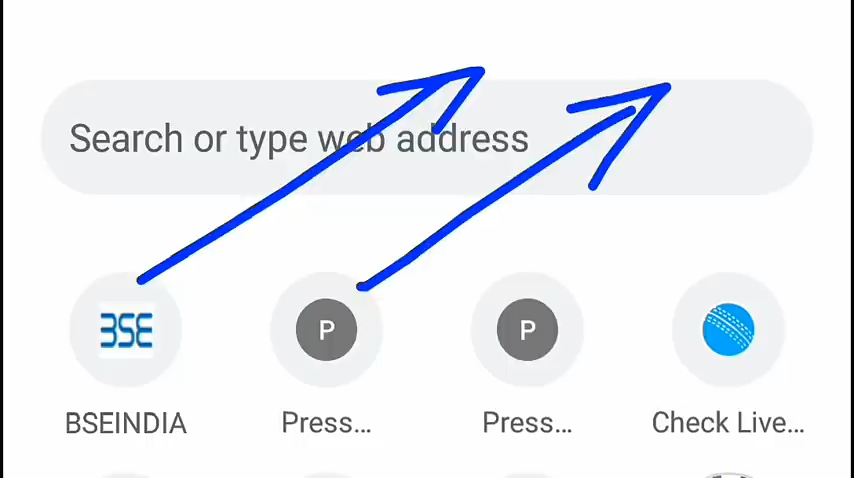 Search or type web address
BSE
P
P
BSEINDIA
Press...
Press...
Check Live...